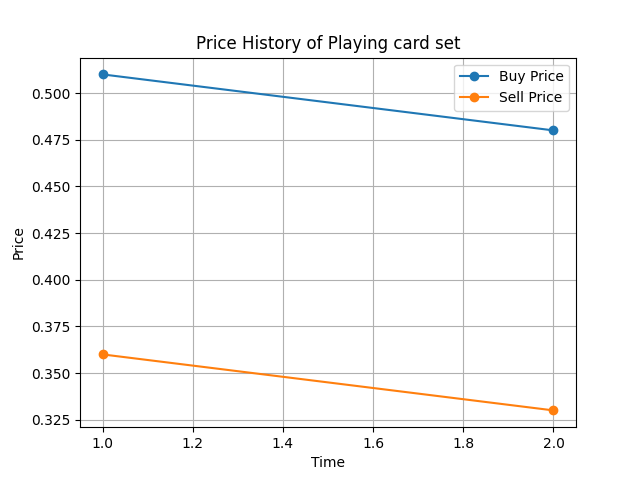 Price History of Playing card set
Buy Price
Sell Price
Price
0.500
0.475
0.450
0.425
0.400
0.375
0.350
0.325
1.0 1.2 1.4 1.6 1.8 2.0
Time